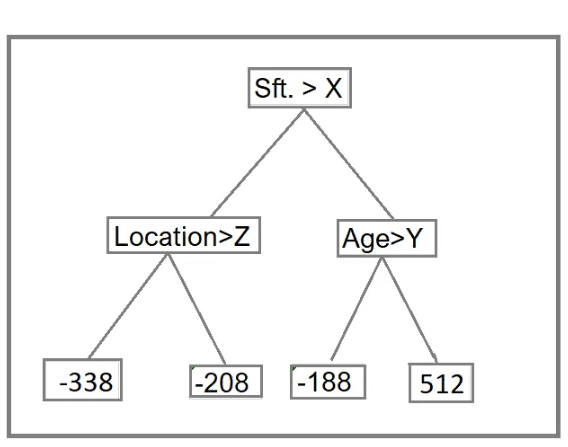 Sft. > X
Location>Z
Age>Y
-338
-208
-188
512